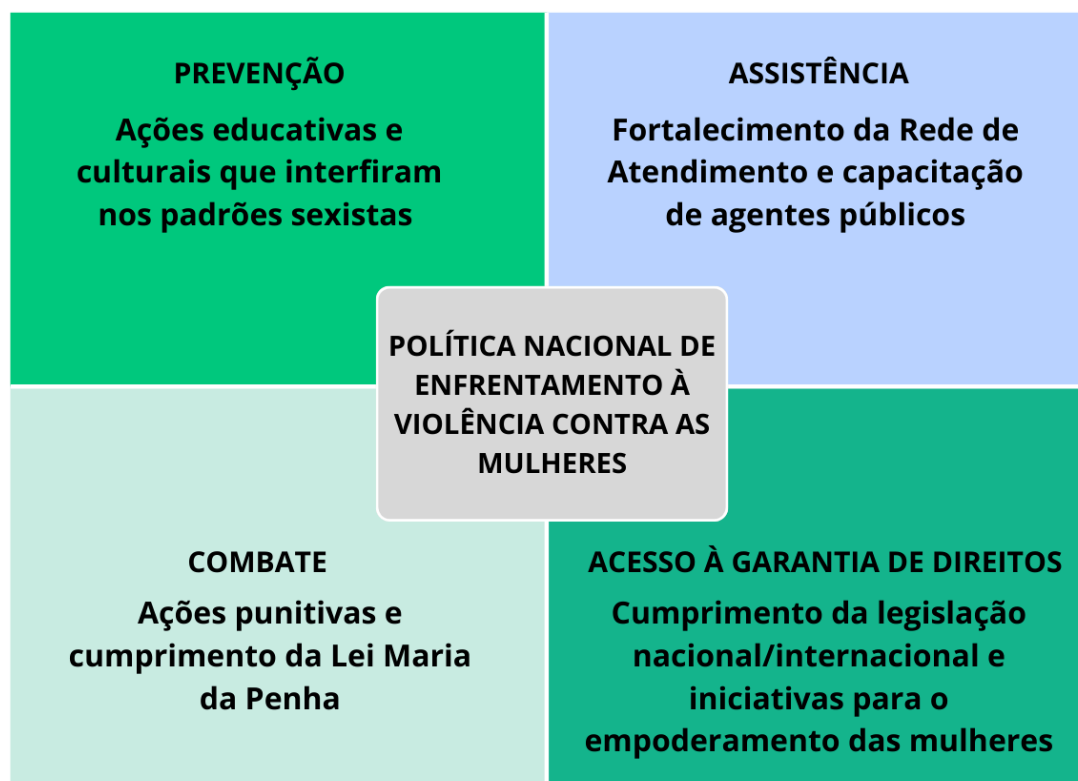 PREVENÇÃO
Ações educativas e
culturais que interfiram
nos padrões sexistas
ASSISTÊNCIA
Fortalecimento da Rede de
Atendimento e capacitação
de agentes públicos
POLÍTICA NACIONAL DE
ENFRENTAMENTO À
VIOLÊNCIA CONTRA AS
MULHERES
COMBATE
Ações punitivas e
cumprimento da Lei Maria
da Penha
ACESSO À GARANTIA DE DIREITOS
Cumprimento da legislação
nacional/internacional e
iniciativas para o
empoderamento das mulheres